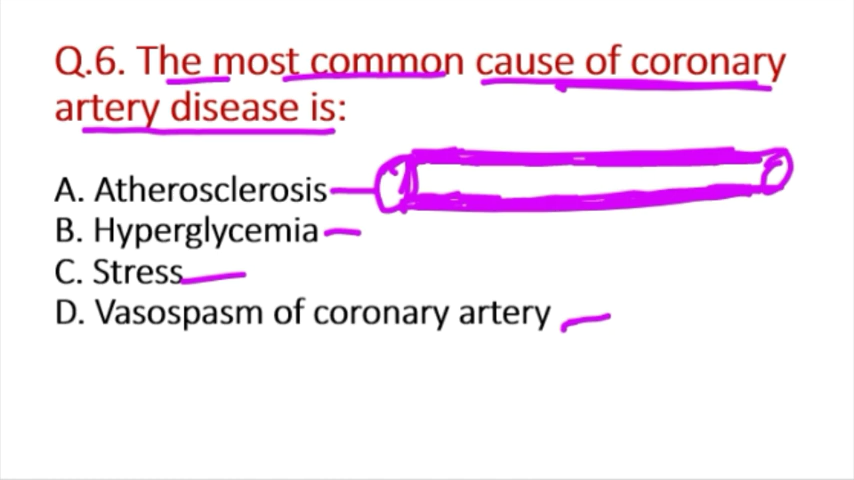 Q.6. The most common cause of coronary
artery disease is:
A. Atherosclerosis
B. Hyperglycemia
C. Stress
D. Vasospasm of coronary artery